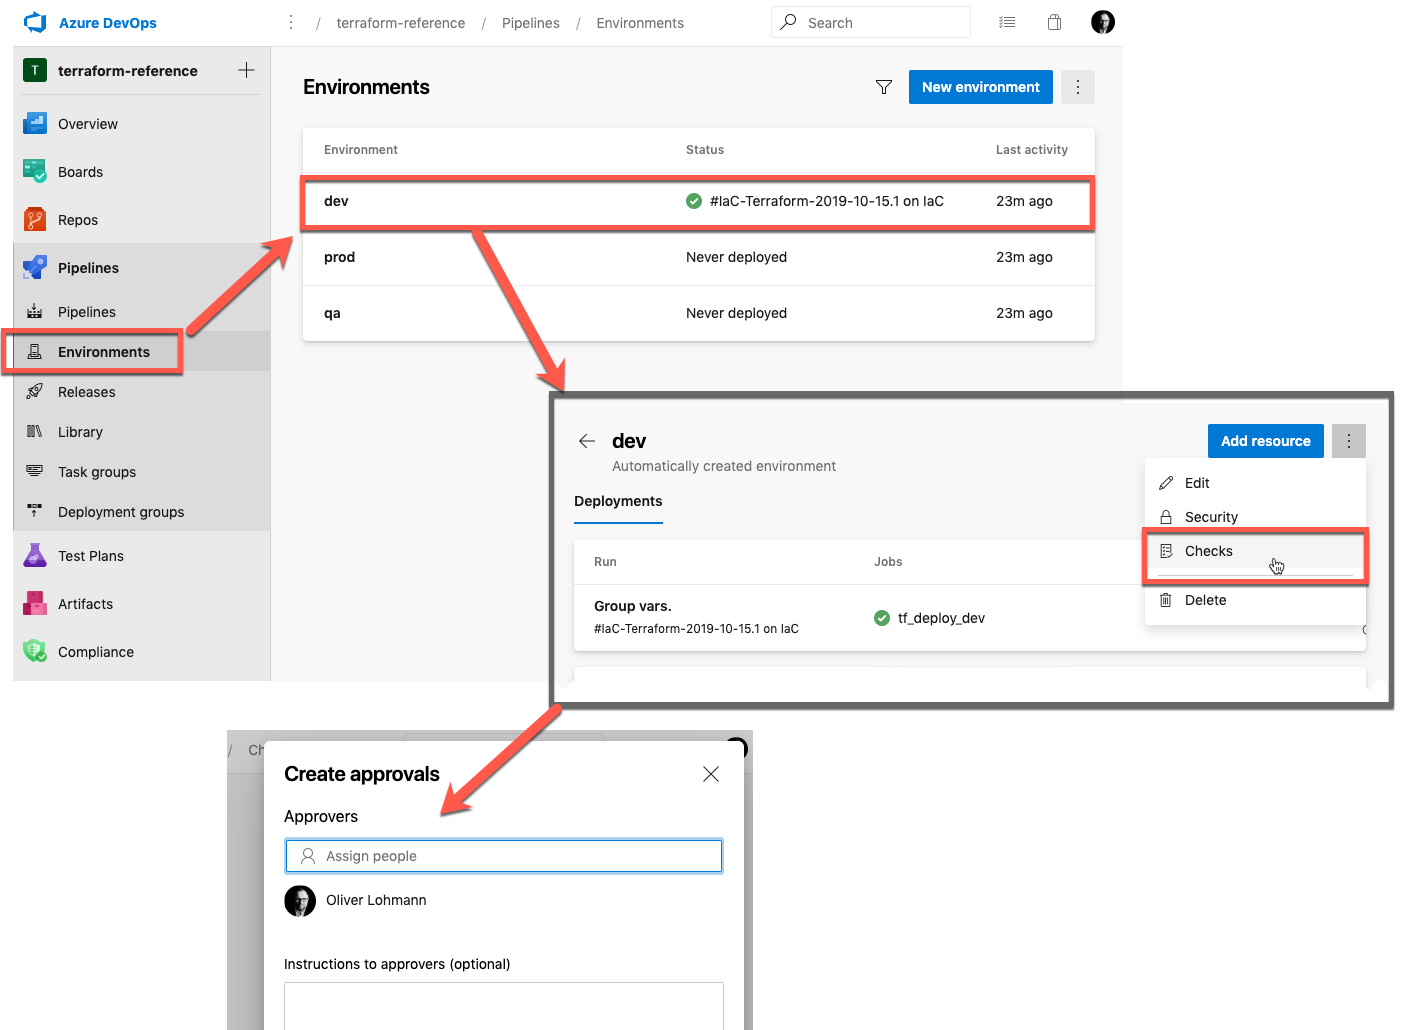 Azure DevOps
/ terraform-reference / Pipelines / Environments
Search
T terraform-reference
Overview
Boards
Repos
Pipelines
Pipelines
Environments
Releases
Library
Task groups
Deployment groups
Test Plans
Artifacts
Compliance
Environments
New environment
Environment Status Last activity
dev #IaC-Terraform-2019-10-15.1 on IaC 23m ago
prod Never deployed 23m ago
qa Never deployed 23m ago
dev
Automatically created environment
Add resource
Edit
Security
Checks
Delete
Deployments
Run Jobs
Group vars.
#IaC-Terraform-2019-10-15.1 on IaC
tf_deploy_dev
/ Ch
Create approvals
Approvers
Assign people
Oliver Lohmann
Instructions to approvers (optional)